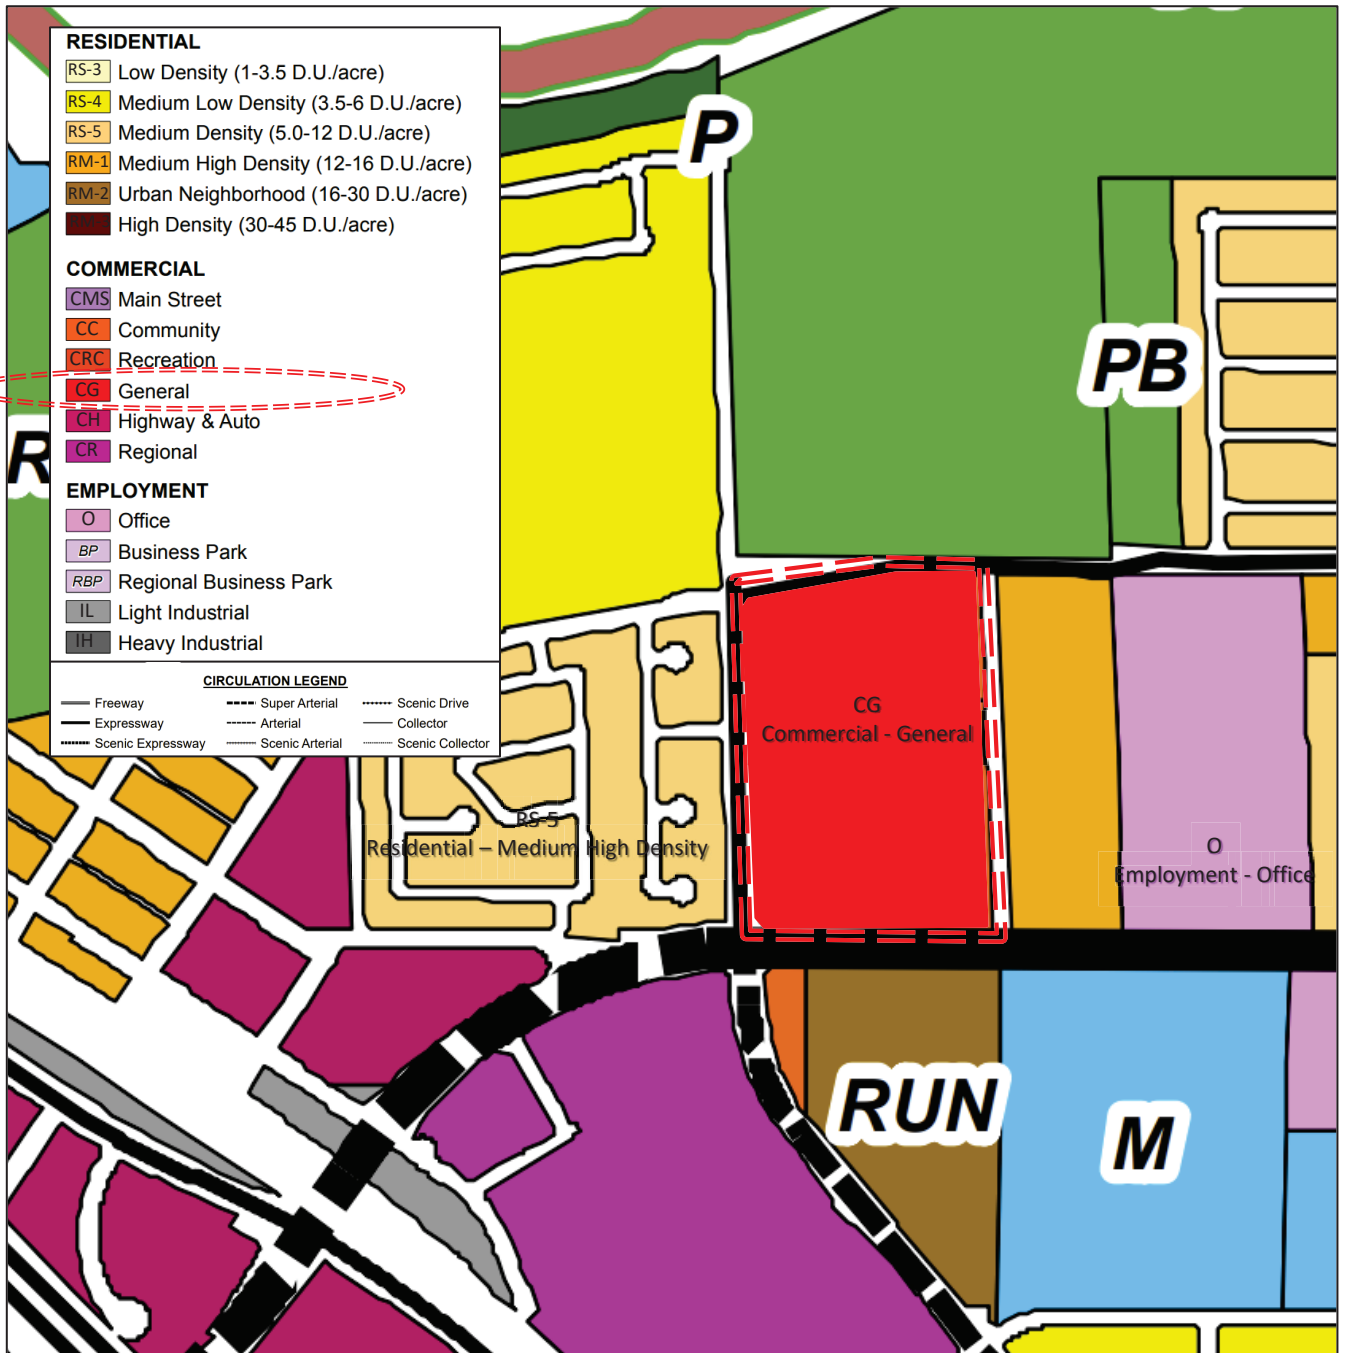 RESIDENTIAL
RS-3 Low Density (1-3.5 D.U./acre)
RS-4 Medium Low Density (3.5-6 D.U./acre)
RS-5 Medium Density (5.0-12 D.U./acre)
RM-1 Medium High Density (12-16 D.U./acre)
RM-2 Urban Neighborhood (16-30 D.U./acre)
High Density (30-45 D.U./acre)
COMMERCIAL
CMS Main Street
CC Community
CRC Recreation
CG General
CH Highway & Auto
CR Regional
EMPLOYMENT
O Office
BP Business Park
RBP Regional Business Park
IL Light Industrial
IH Heavy Industrial
CIRCULATION LEGEND
Freeway Super Arterial Scenic Drive
Expressway Arterial Collector
Scenic Expressway Scenic Arterial Scenic Collector
P
PB
R
CG
Commercial - General
RS-5
Residential – Medium High Density
O
Employment - Office
RUN
M